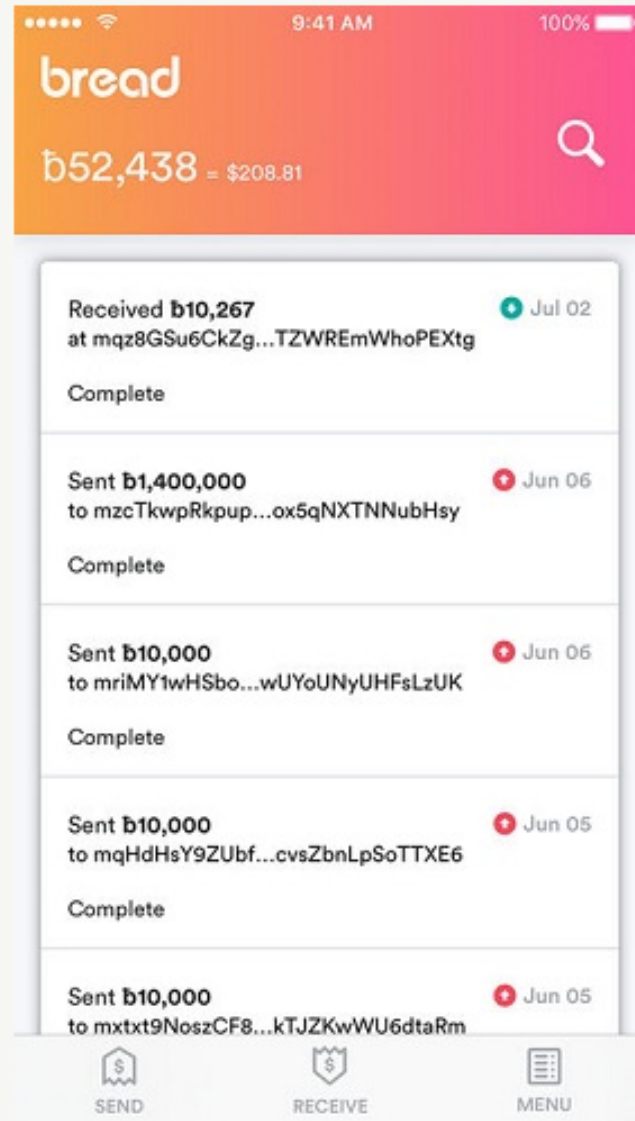 9:41 AM 100%
bread
ƀ52,438 = $208.81
Received ƀ10,267 Jul 02
at mqz8GSu6CkZg...TZWREmWhoPEXtg
Complete
Sent ƀ1,400,000 Jun 06
to mzcTkwpRkpup...ox5qNXTNNubHsy
Complete
Sent ƀ10,000 Jun 06
to mriMY1wHSbo...wUYoUNyUHFsLzUK
Complete
Sent ƀ10,000 Jun 05
to mqHdHsY9ZUbf...cvsZbnLpSoTTXE6
Complete
Sent ƀ10,000 Jun 05
to mxtxt9NoszCF8...kTJZKwWU6dtaRm
SEND RECEIVE MENU